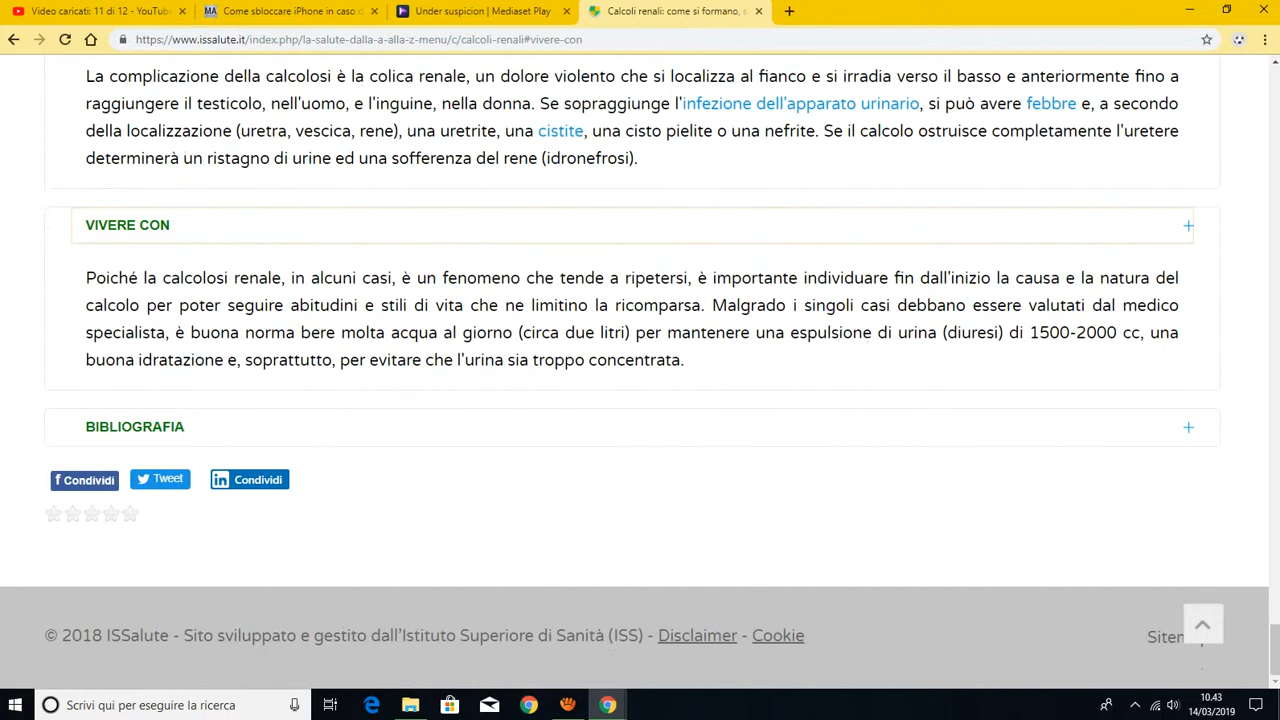 Video caricati: 11 di 12 - YouTub
Come sbloccare iPhone in caso d
Under suspicion | Mediaset Play
Calcoli renali: come si formano, s
https://www.issalute.it/index.php/la-salute-dalla-a-alla-z-menu/c/calcoli-renali#vivere-con
La complicazione della calcolosi è la colica renale, un dolore violento che si localizza al fianco e si irradia verso il basso e anteriormente fino a
raggiungere il testicolo, nell'uomo, e l'inguine, nella donna. Se sopraggiunge l'infezione dell'apparato urinario, si può avere febbre e, a secondo
della localizzazione (uretra, vescica, rene), una uretrite, una cistite, una cisto pielite o una nefrite. Se il calcolo ostruisce completamente l'uretere
determinerà un ristagno di urine ed una sofferenza del rene (idronefrosi).
VIVERE CON
Poiché la calcolosi renale, in alcuni casi, è un fenomeno che tende a ripetersi, è importante individuare fin dall'inizio la causa e la natura del
calcolo per poter seguire abitudini e stili di vita che ne limitino la ricomparsa. Malgrado i singoli casi debbano essere valutati dal medico
specialista, è buona norma bere molta acqua al giorno (circa due litri) per mantenere una espulsione di urina (diuresi) di 1500-2000 cc, una
buona idratazione e, soprattutto, per evitare che l'urina sia troppo concentrata.
BIBLIOGRAFIA
f Condividi
Tweet
in Condividi
© 2018 ISSalute - Sito sviluppato e gestito dall'Istituto Superiore di Sanità (ISS) - Disclaimer - Cookie
Scrivi qui per eseguire la ricerca
10.43
14/03/2019